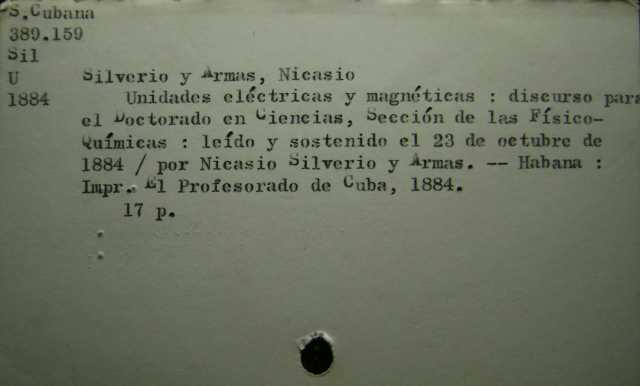 S.Cubana
389.159
Sil
U
1884
Silverio y Armas, Nicasio
Unidades eléctricas y magnéticas : discurso para
el Doctorado en Ciencias, Sección de las Físico-
Químicas : leído y sostenido el 23 de octubre de
1884 / por Nicasio Silverio y Armas. -- Habana :
Impr. El Profesorado de Cuba, 1884.
17 p.